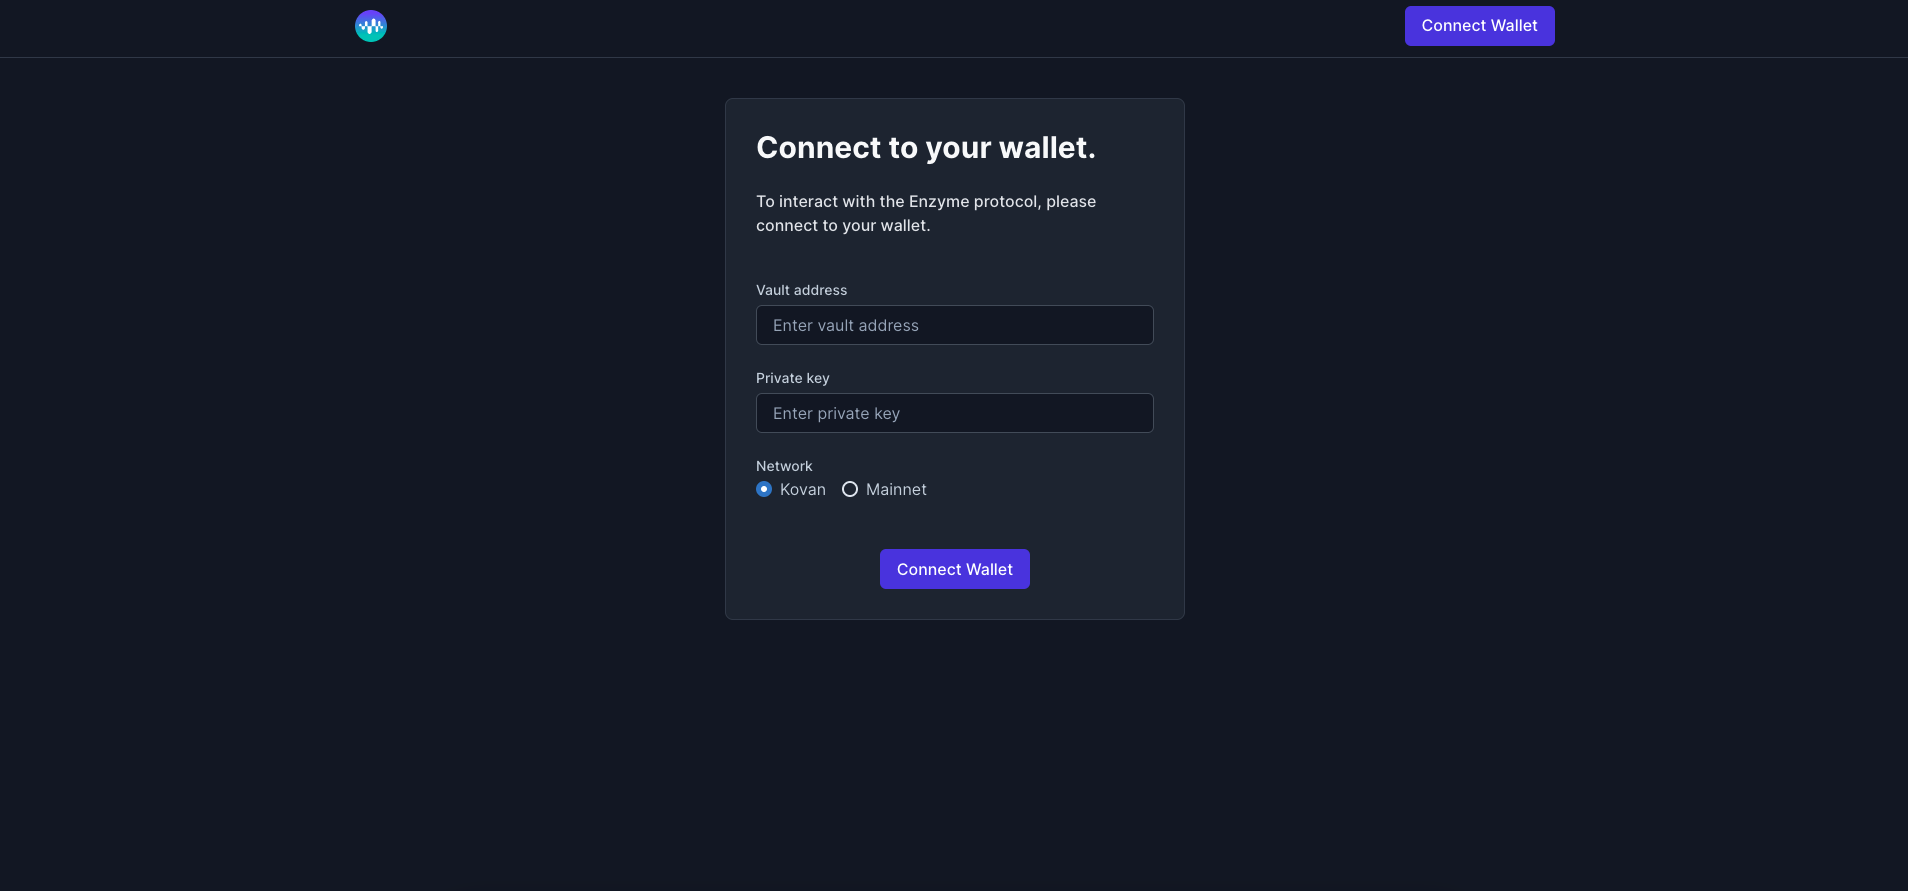 Connect Wallet
Connect to your wallet.
To interact with the Enzyme protocol, please
connect to your wallet.
Vault address
Enter vault address
Private key
Enter private key
Network
Kovan Mainnet
Connect Wallet